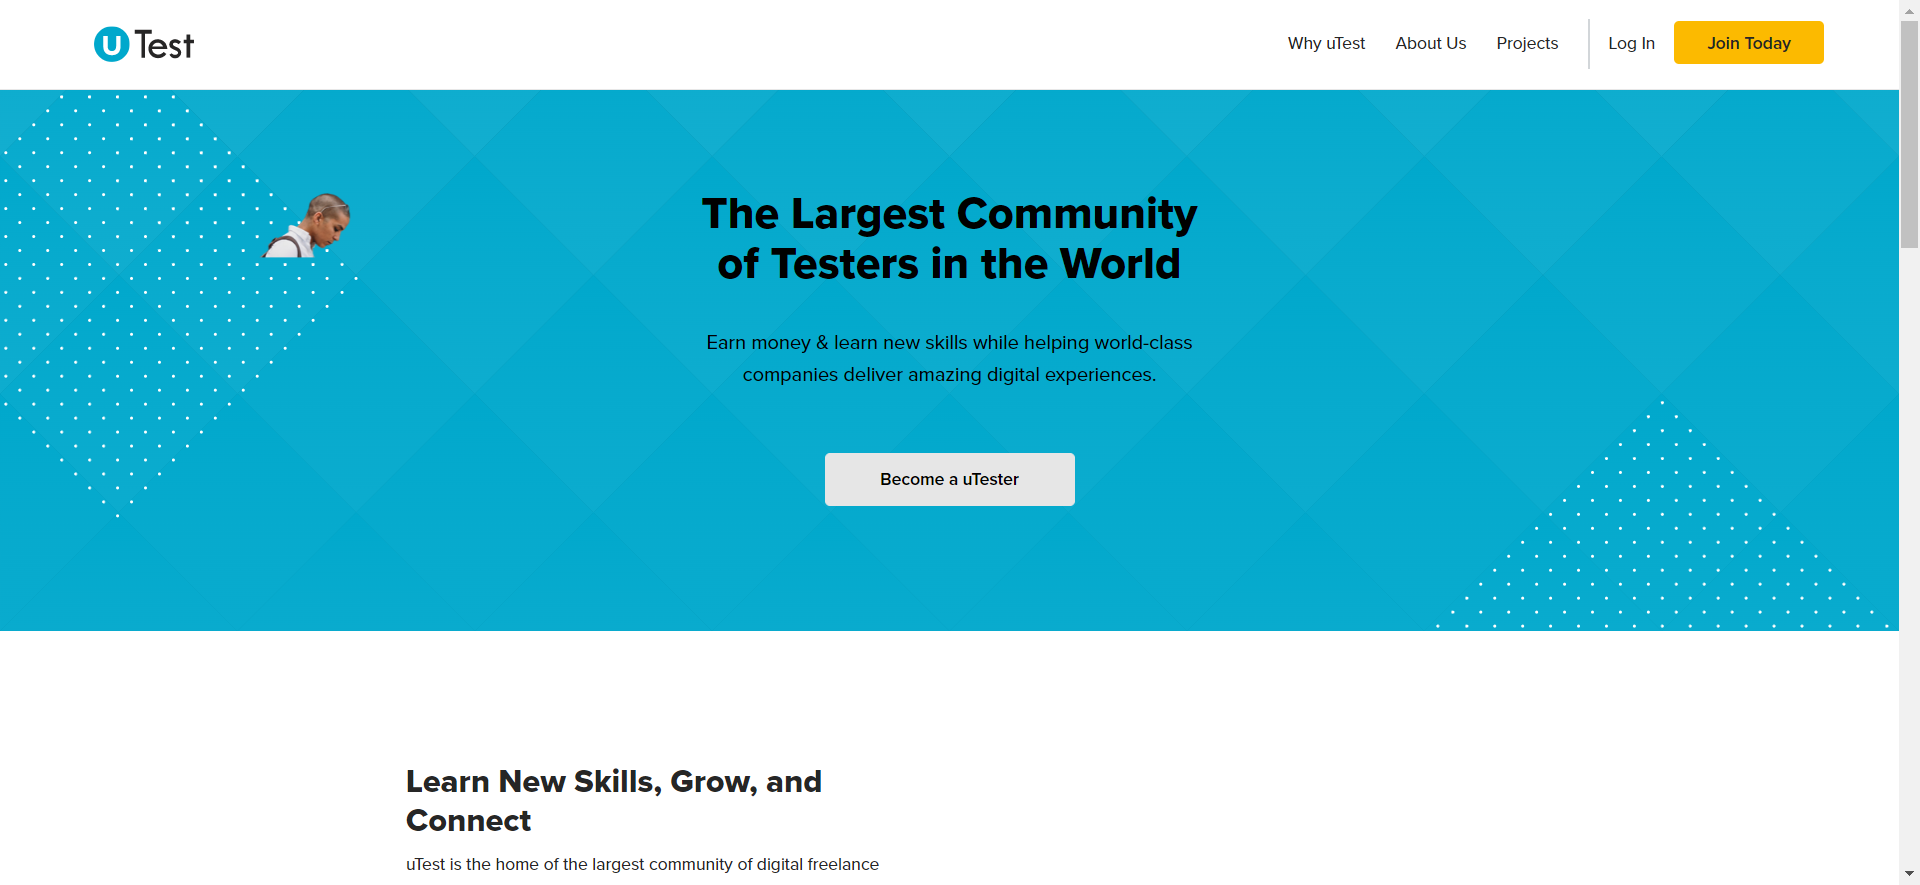 uTest
Why uTest
About Us
Projects
Log In
Join Today
The Largest Community
of Testers in the World
Earn money & learn new skills while helping world-class
companies deliver amazing digital experiences.
Become a uTester
Learn New Skills, Grow, and
Connect
uTest is the home of the largest community of digital freelance